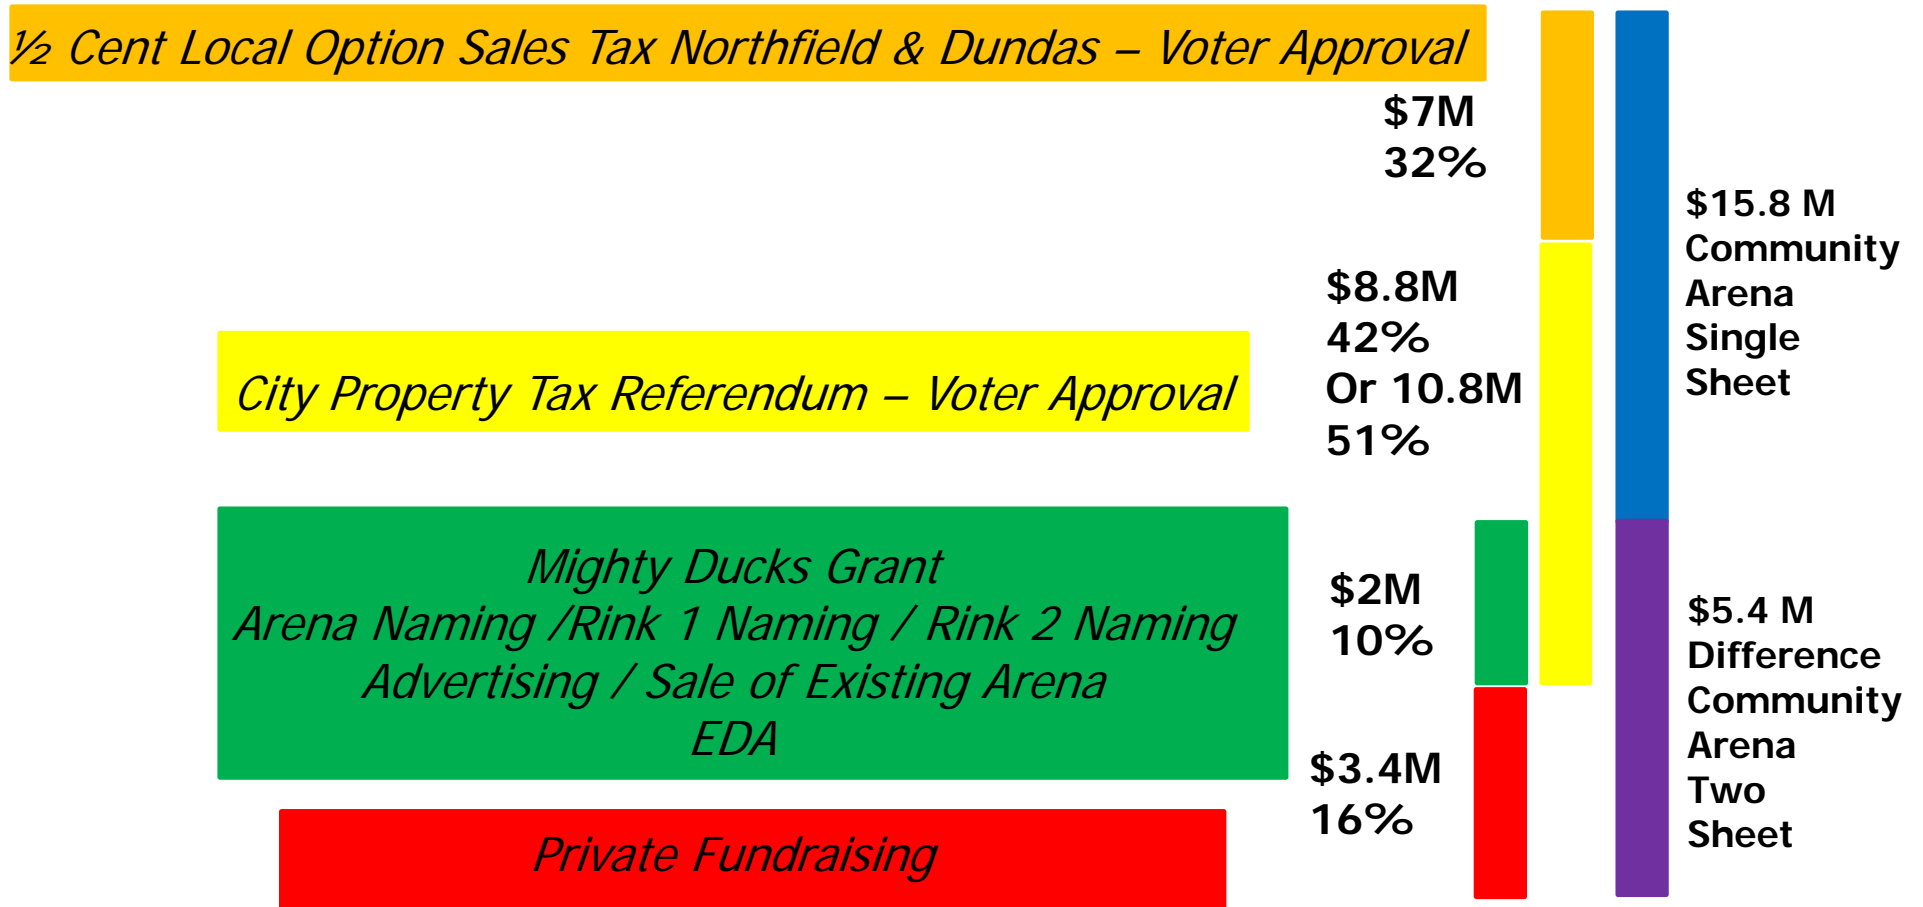 ½ Cent Local Option Sales Tax Northfield & Dundas – Voter Approval
$7M
32%
$15.8 M
Community
Arena
Single
Sheet
$8.8M
42%
Or 10.8M
51%
City Property Tax Referendum – Voter Approval
Mighty Ducks Grant
Arena Naming /Rink 1 Naming / Rink 2 Naming
Advertising / Sale of Existing Arena
EDA
$2M
10%
$5.4 M
Difference
Community
Arena
Two
Sheet
$3.4M
16%
Private Fundraising